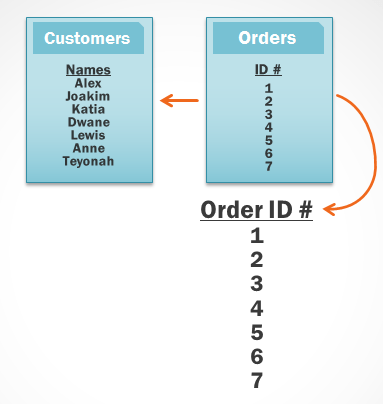 Customers
Names
Alex
Joakim
Katia
Dwane
Lewis
Anne
Teyonah
Orders
ID #
1
2
3
4
5
6
7
Order ID #
1
2
3
4
5
6
7